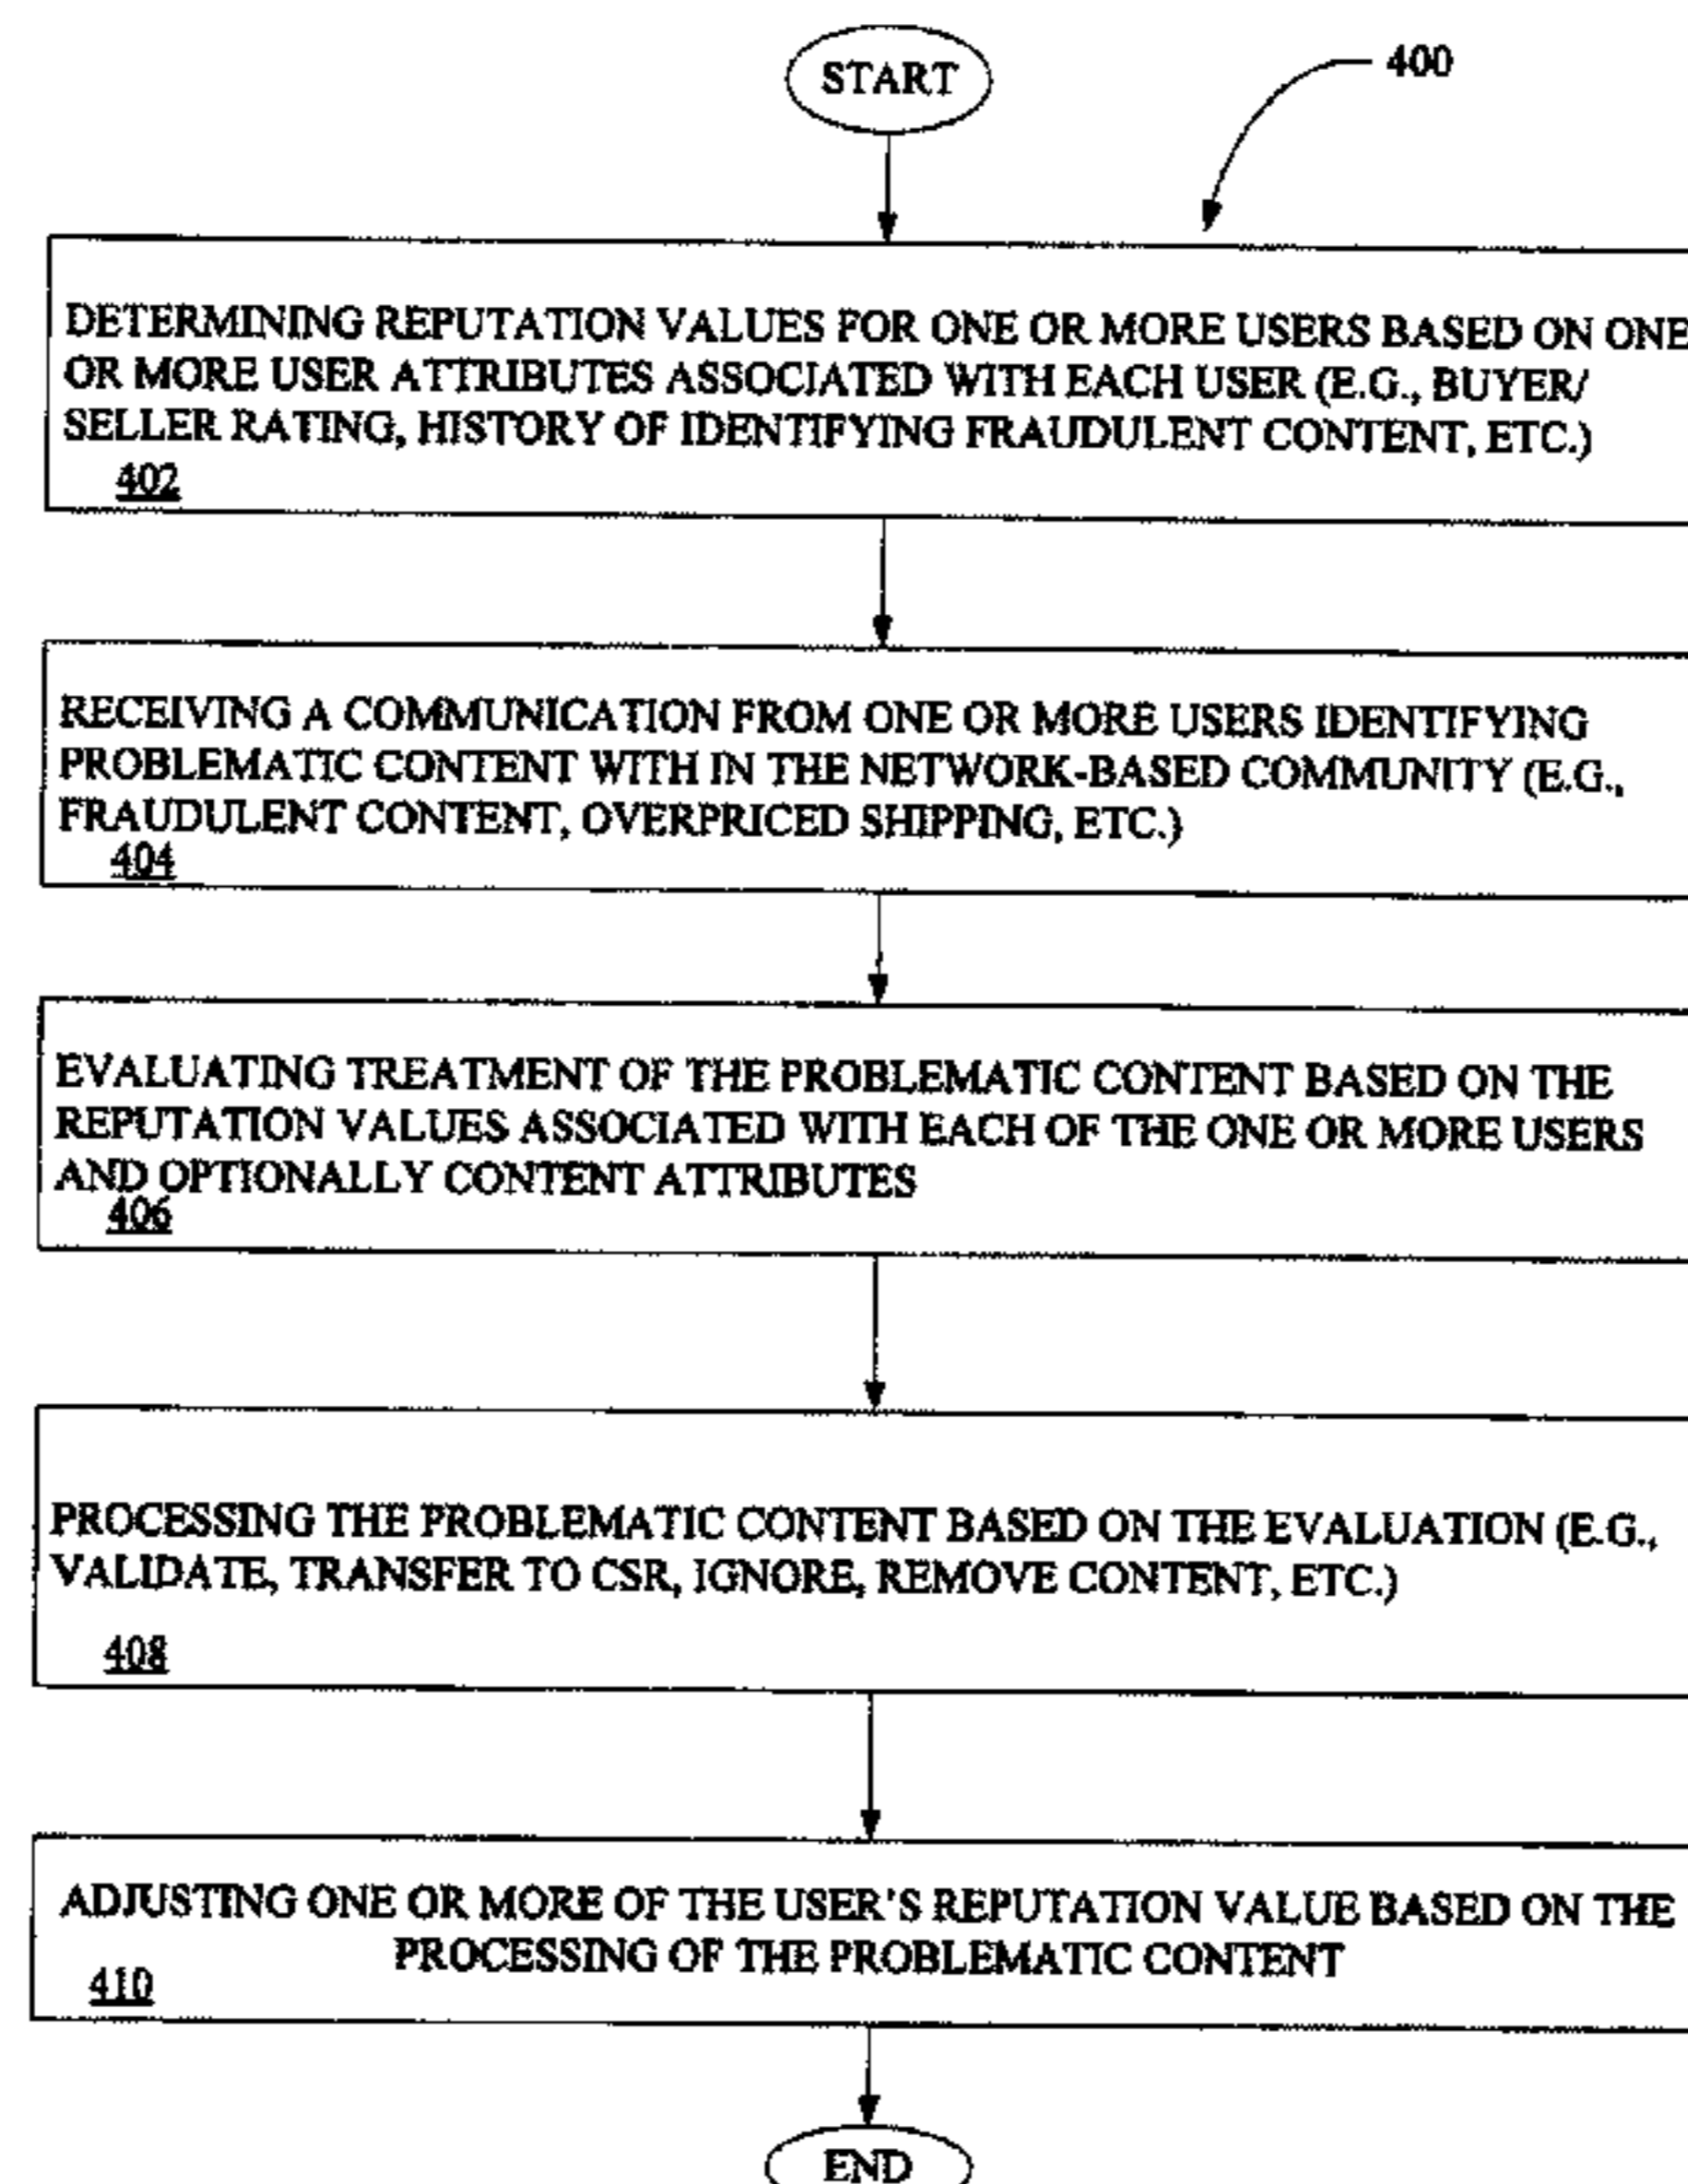 START
400
DETERMINING REPUTATION VALUES FOR ONE OR MORE USERS BASED ON ONE
OR MORE USER ATTRIBUTES ASSOCIATED WITH EACH USER (E.G., BUYER/
SELLER RATING, HISTORY OF IDENTIFYING FRAUDULENT CONTENT, ETC.)
402
RECEIVING A COMMUNICATION FROM ONE OR MORE USERS IDENTIFYING
PROBLEMATIC CONTENT WITH IN THE NETWORK-BASED COMMUNITY (E.G.,
FRAUDULENT CONTENT, OVERPRICED SHIPPING, ETC.)
404
EVALUATING TREATMENT OF THE PROBLEMATIC CONTENT BASED ON THE
REPUTATION VALUES ASSOCIATED WITH EACH OF THE ONE OR MORE USERS
AND OPTIONALLY CONTENT ATTRIBUTES
406
PROCESSING THE PROBLEMATIC CONTENT BASED ON THE EVALUATION (E.G.,
VALIDATE, TRANSFER TO CSR, IGNORE, REMOVE CONTENT, ETC.)
408
ADJUSTING ONE OR MORE OF THE USER'S REPUTATION VALUE BASED ON THE
PROCESSING OF THE PROBLEMATIC CONTENT
410
END